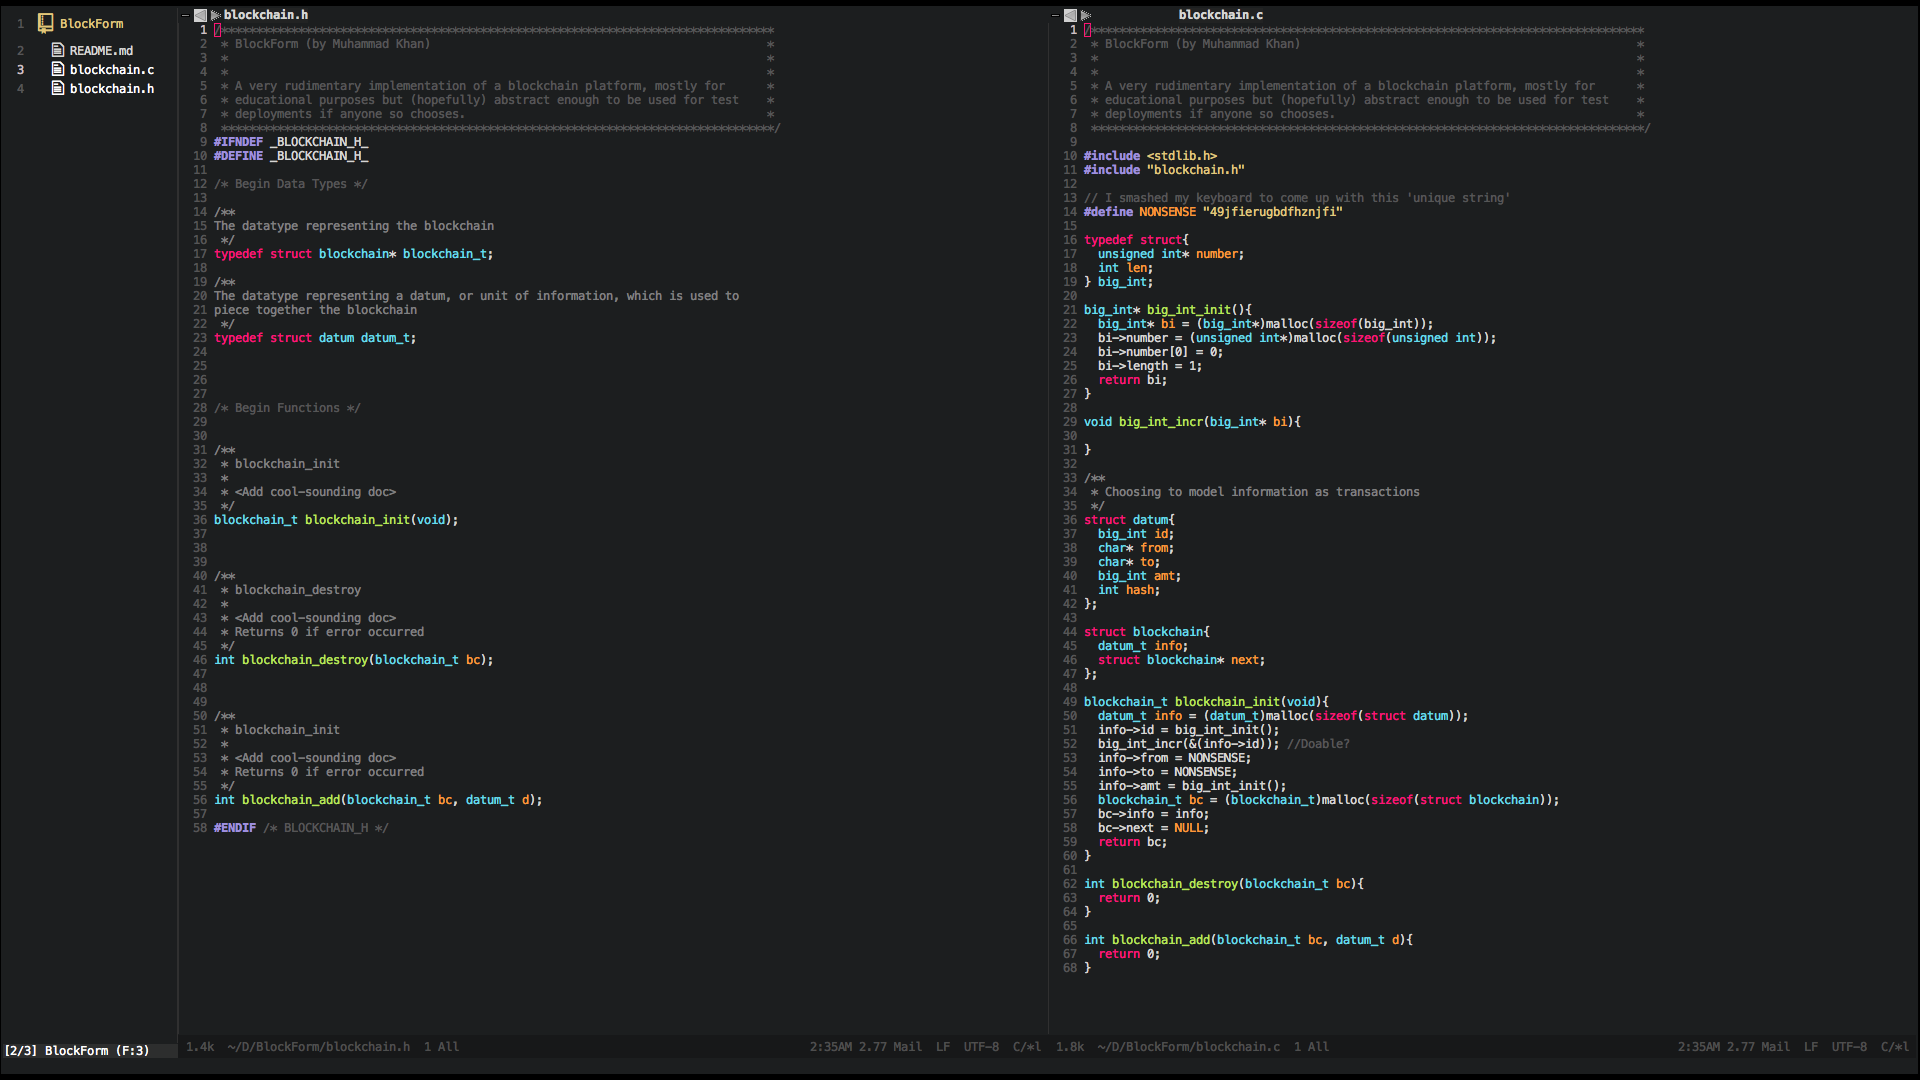 1 BlockForm
2 README.md
3 blockchain.c
4 blockchain.h
[2/3] BlockForm (F:3)
blockchain.h
1 /*******************************************************************************
2  * BlockForm (by Muhammad Khan)                                                *
3  *                                                                             *
4  *                                                                             *
5  * A very rudimentary implementation of a blockchain platform, mostly for      *
6  * educational purposes but (hopefully) abstract enough to be used for test    *
7  * deployments if anyone so chooses.                                           *
8  *******************************************************************************/
9 #IFNDEF _BLOCKCHAIN_H_
10 #DEFINE _BLOCKCHAIN_H_
11
12 /* Begin Data Types */
13
14 /**
15 The datatype representing the blockchain
16  */
17 typedef struct blockchain* blockchain_t;
18
19 /**
20 The datatype representing a datum, or unit of information, which is used to
21 piece together the blockchain
22  */
23 typedef struct datum datum_t;
24
25
26
27
28 /* Begin Functions */
29
30
31 /**
32  * blockchain_init
33  *
34  * <Add cool-sounding doc>
35  */
36 blockchain_t blockchain_init(void);
37
38
39
40 /**
41  * blockchain_destroy
42  *
43  * <Add cool-sounding doc>
44  * Returns 0 if error occurred
45  */
46 int blockchain_destroy(blockchain_t bc);
47
48
49
50 /**
51  * blockchain_init
52  *
53  * <Add cool-sounding doc>
54  * Returns 0 if error occurred
55  */
56 int blockchain_add(blockchain_t bc, datum_t d);
57
58 #ENDIF /* BLOCKCHAIN_H */
1.4k ~/D/BlockForm/blockchain.h 1 All 2:35AM 2.77 Mail LF UTF-8 C/*l
blockchain.c
1 /*******************************************************************************
2  * BlockForm (by Muhammad Khan)                                                *
3  *                                                                             *
4  *                                                                             *
5  * A very rudimentary implementation of a blockchain platform, mostly for      *
6  * educational purposes but (hopefully) abstract enough to be used for test    *
7  * deployments if anyone so chooses.                                           *
8  *******************************************************************************/
9
10 #include <stdlib.h>
11 #include "blockchain.h"
12
13 // I smashed my keyboard to come up with this 'unique string'
14 #define NONSENSE "49jfierugbdfhznjfi"
15
16 typedef struct{
17   unsigned int* number;
18   int len;
19 } big_int;
20
21 big_int* big_int_init(){
22   big_int* bi = (big_int*)malloc(sizeof(big_int));
23   bi->number = (unsigned int*)malloc(sizeof(unsigned int));
24   bi->number[0] = 0;
25   bi->length = 1;
26   return bi;
27 }
28
29 void big_int_incr(big_int* bi){
30
31 }
32
33 /**
34  * Choosing to model information as transactions
35  */
36 struct datum{
37   big_int id;
38   char* from;
39   char* to;
40   big_int amt;
41   int hash;
42 };
43
44 struct blockchain{
45   datum_t info;
46   struct blockchain* next;
47 };
48
49 blockchain_t blockchain_init(void){
50   datum_t info = (datum_t)malloc(sizeof(struct datum));
51   info->id = big_int_init();
52   big_int_incr(&(info->id)); //Doable?
53   info->from = NONSENSE;
54   info->to = NONSENSE;
55   info->amt = big_int_init();
56   blockchain_t bc = (blockchain_t)malloc(sizeof(struct blockchain));
57   bc->info = info;
58   bc->next = NULL;
59   return bc;
60 }
61
62 int blockchain_destroy(blockchain_t bc){
63   return 0;
64 }
65
66 int blockchain_add(blockchain_t bc, datum_t d){
67   return 0;
68 }
1.8k ~/D/BlockForm/blockchain.c 1 All 2:35AM 2.77 Mail LF UTF-8 C/*l